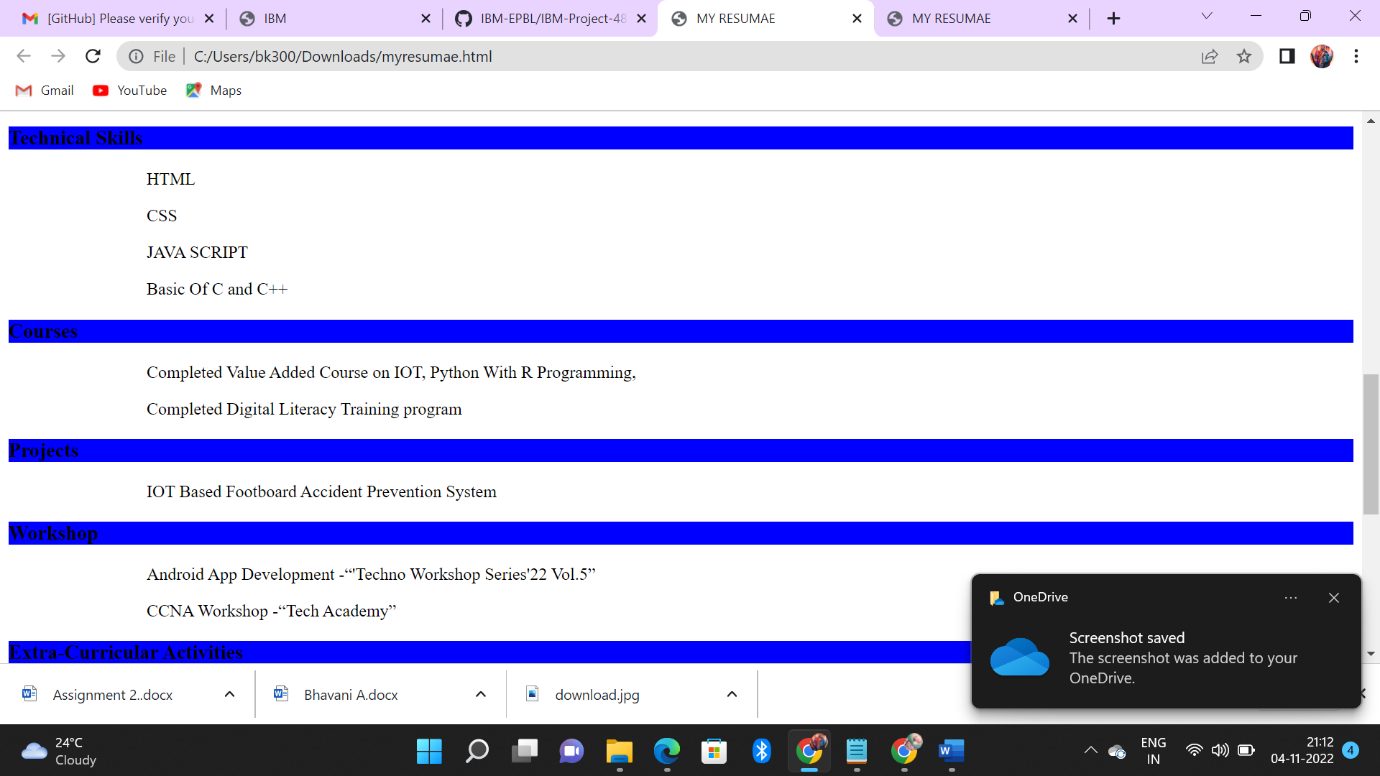 [GitHub] Please verify you
IBM
IBM-EPBL/IBM-Project-48
MY RESUMAE
MY RESUMAE
File
C:/Users/bk300/Downloads/myresumae.html
Gmail
YouTube
Maps
Technical Skills
HTML
CSS
JAVA SCRIPT
Basic Of C and C++
Courses
Completed Value Added Course on IOT, Python With R Programming,
Completed Digital Literacy Training program
Projects
IOT Based Footboard Accident Prevention System
Workshop
Android App Development -“'Techno Workshop Series'22 Vol.5”
CCNA Workshop -“Tech Academy”
Extra-Curricular Activities
OneDrive
Screenshot saved
The screenshot was added to your
OneDrive.
Assignment 2..docx
Bhavani A.docx
download.jpg
24°C
Cloudy
ENG
IN
21:12
04-11-2022
4